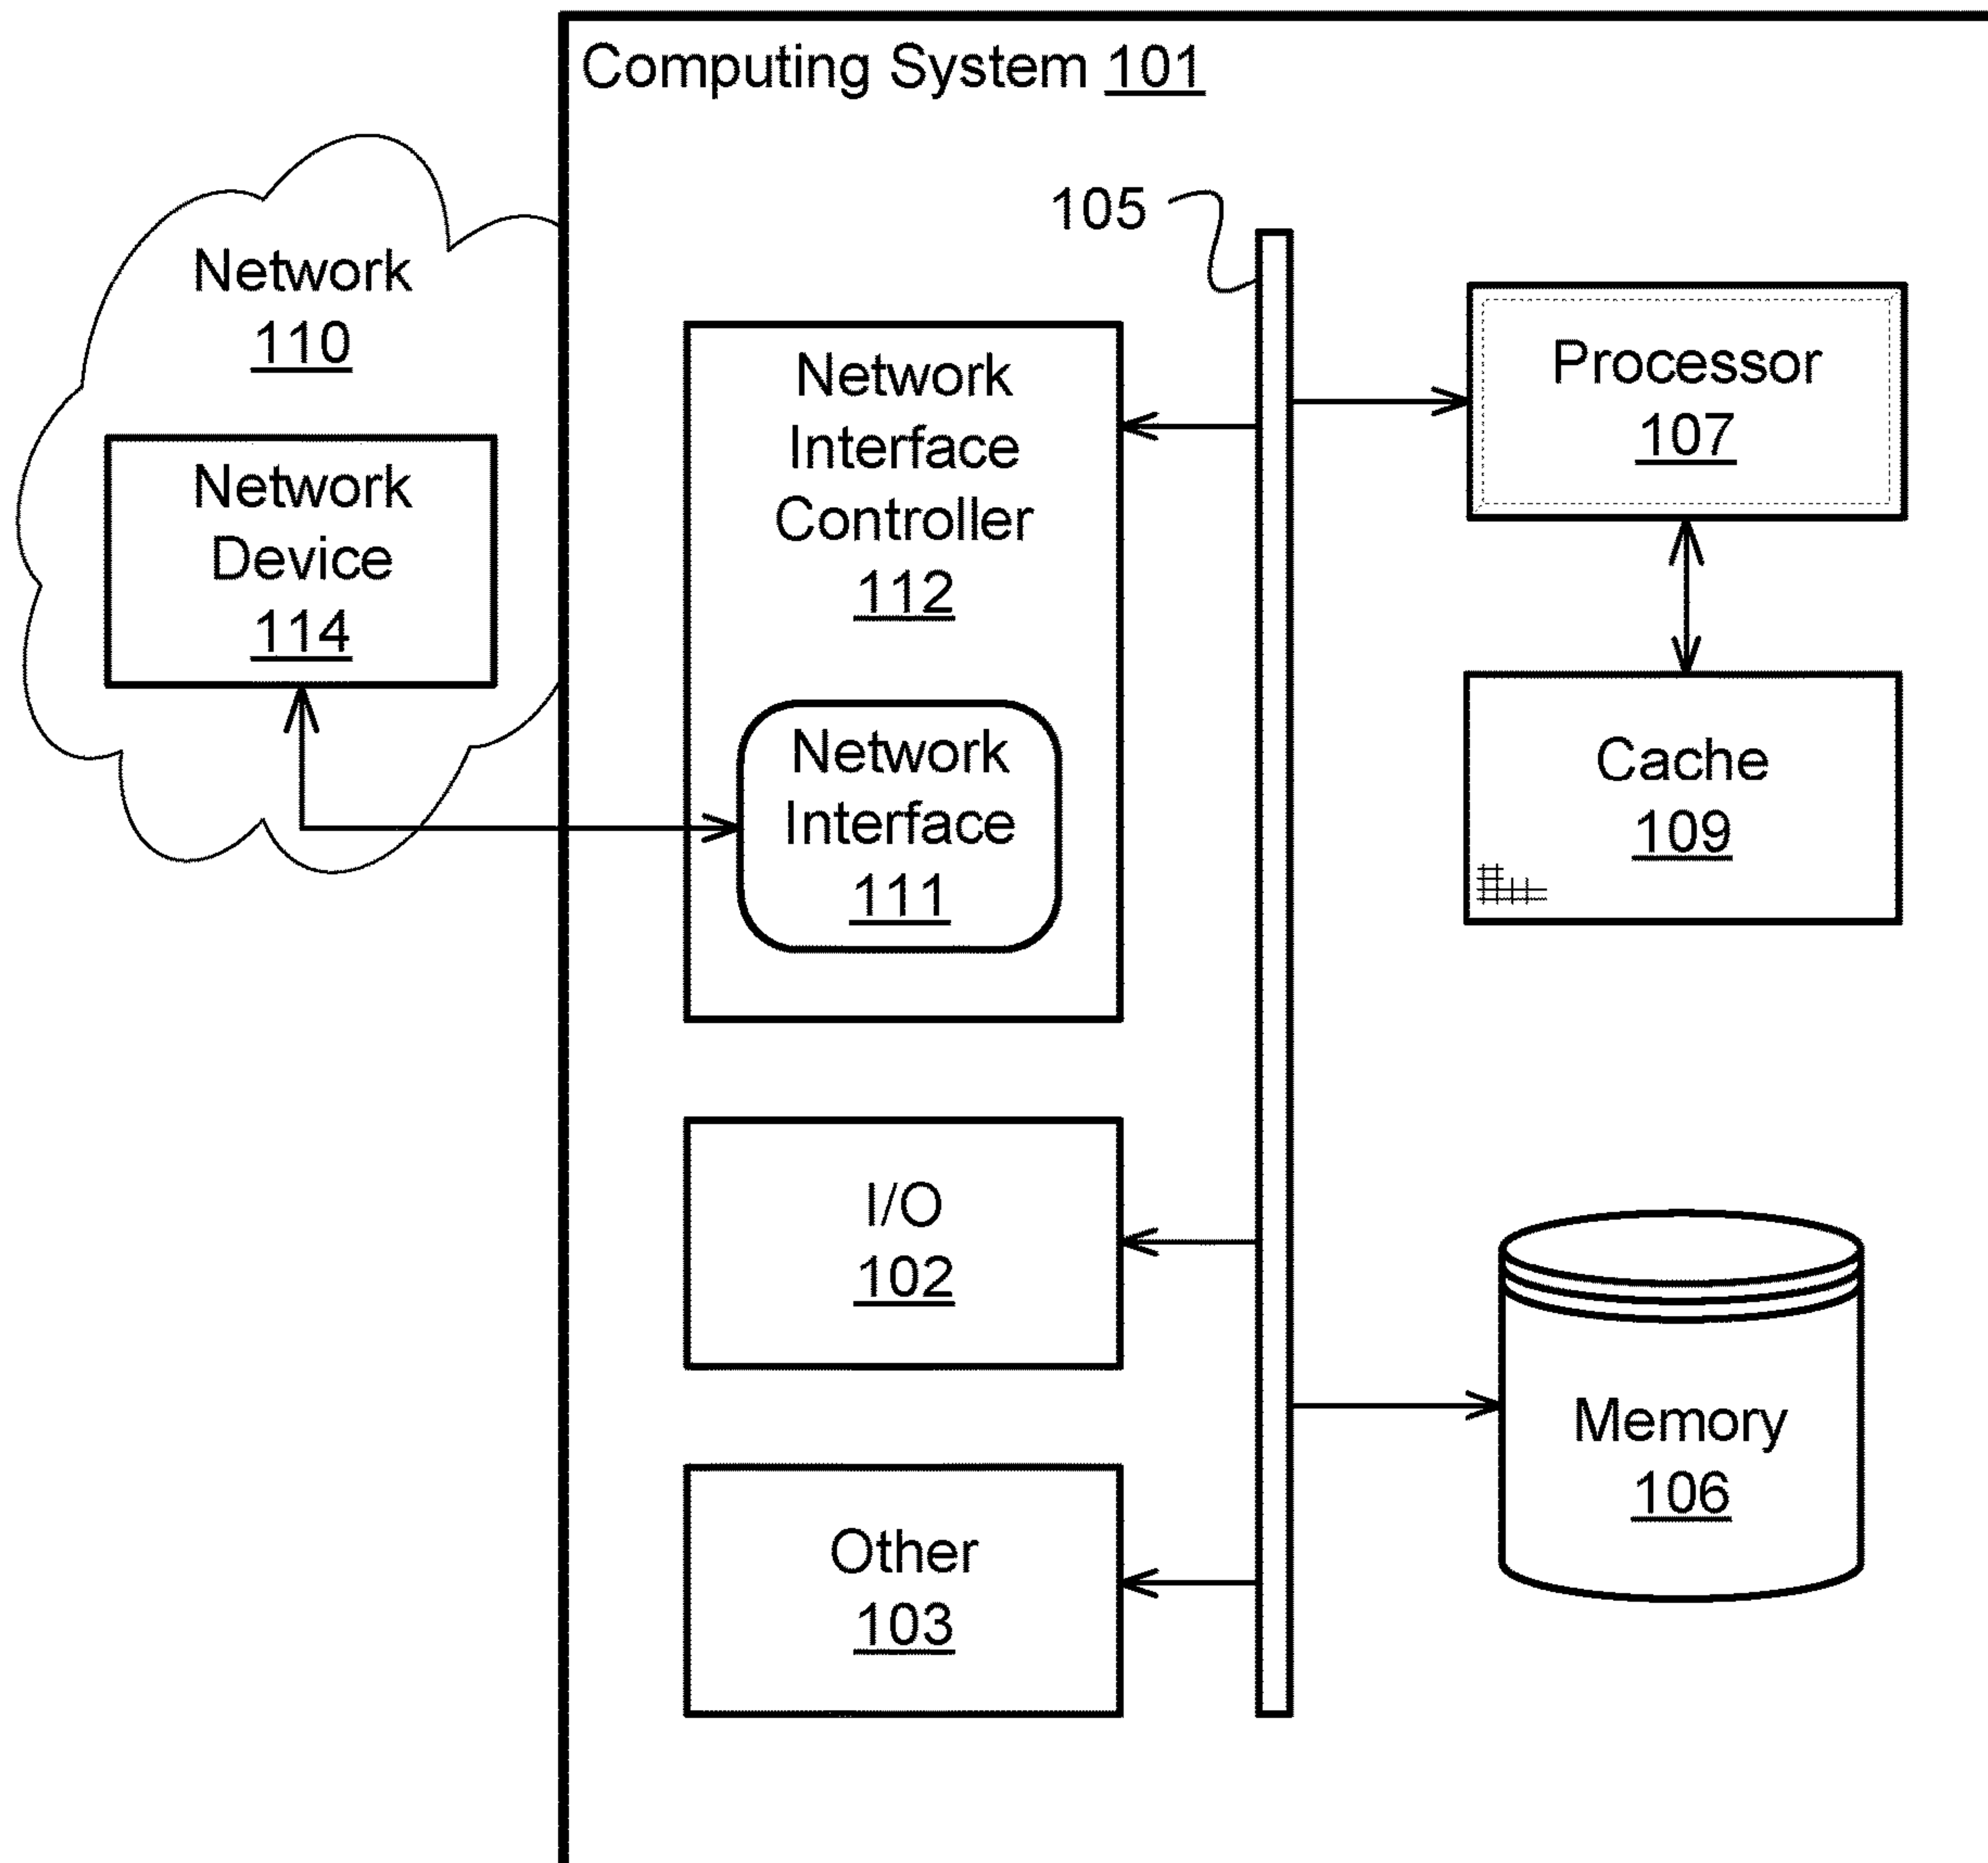 Computing System 101
105
Network
110
Network
Device
114
Network
Interface
Controller
112
Network
Interface
111
Processor
107
Cache
109
I/O
102
Other
103
Memory
106